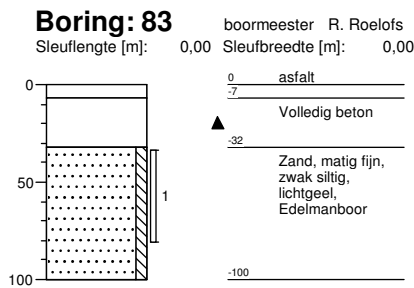 Boring: 83 boormeester R. Roelofs
Sleuflengte [m]: 0,00 Sleufbreedte [m]: 0,00
0 0 asfalt
-7
Volledig beton
-32
Zand, matig fijn,
zwak siltig,
50 lichtgeel,
1 Edelmanboor
100 -100